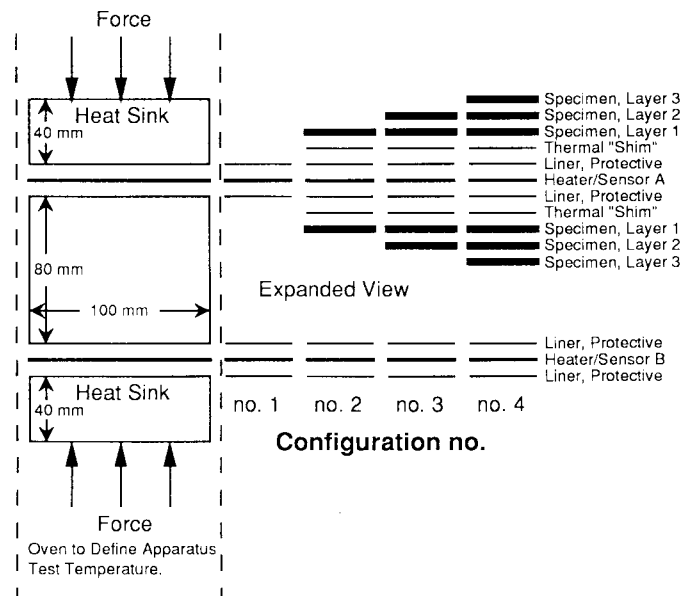 Force
Heat Sink
40 mm
Specimen, Layer 3
Specimen, Layer 2
Specimen, Layer 1
Thermal "Shim"
Liner, Protective
Heater/Sensor A
Liner, Protective
Thermal "Shim"
Specimen, Layer 1
Specimen, Layer 2
Specimen, Layer 3
80 mm
100 mm
Expanded View
Liner, Protective
Heater/Sensor B
Liner, Protective
Heat Sink
40 mm
no. 1 no. 2 no. 3 no. 4
Configuration no.
Force
Oven to Define Apparatus
Test Temperature.